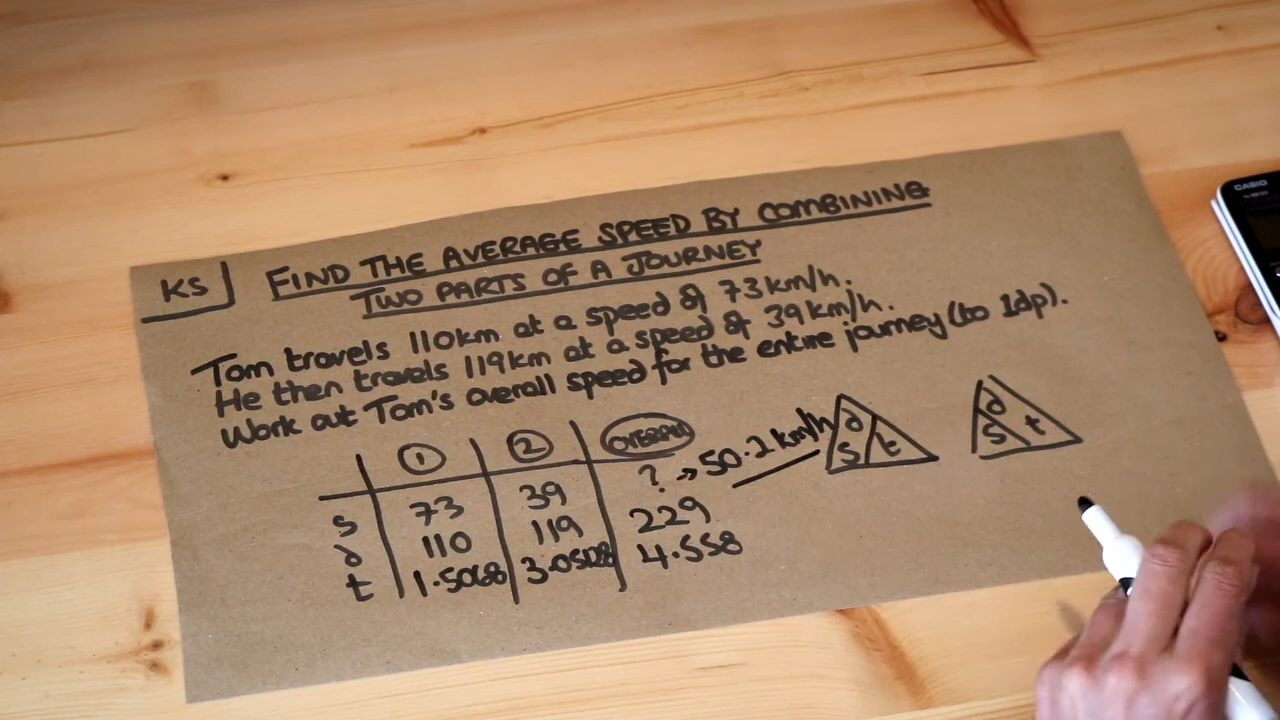 KS FIND THE AVERAGE SPEED BY COMBINING
TWO PARTS OF A JOURNEY
Tom travels 110km at a speed of 73km/h.
He then travels 119km at a speed of 39km/h.
Work out Tom's overall speed for the entire journey (to 1dp).
1 2 OVERALL
s 73 39 ? → 50.2 km/h
d 110 119 229
t 1.5068 3.05128 4.558
d
s t
d
s t
CASIO